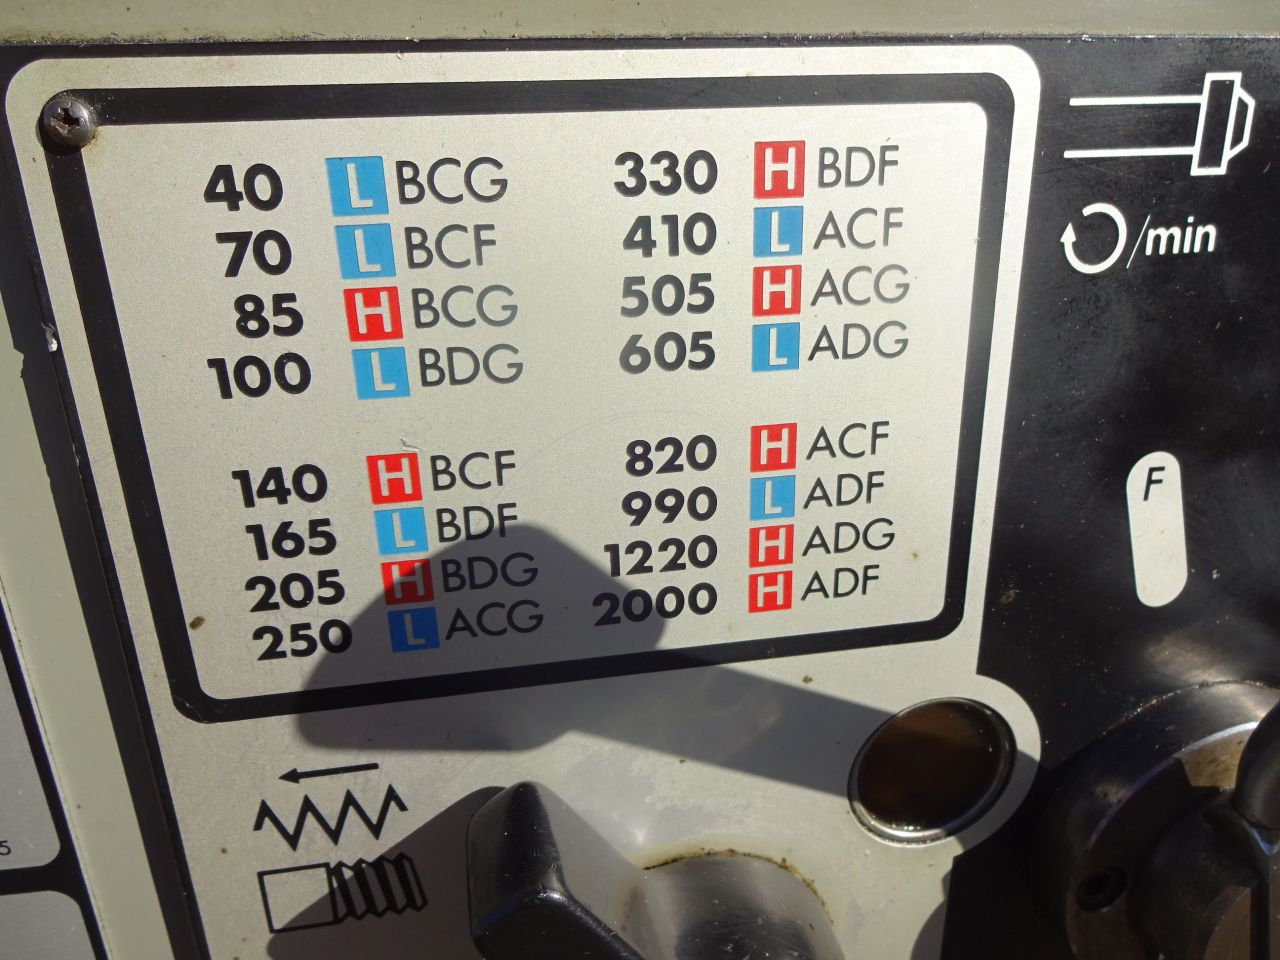 40 L BCG
70 L BCF
85 H BCG
100 L BDG
140 H BCF
165 L BDF
205 H BDG
250 L ACG
330 H BDF
410 L ACF
505 H ACG
605 L ADG
820 H ACF
990 L ADF
1220 H ADG
2000 H ADF
/min
F
5